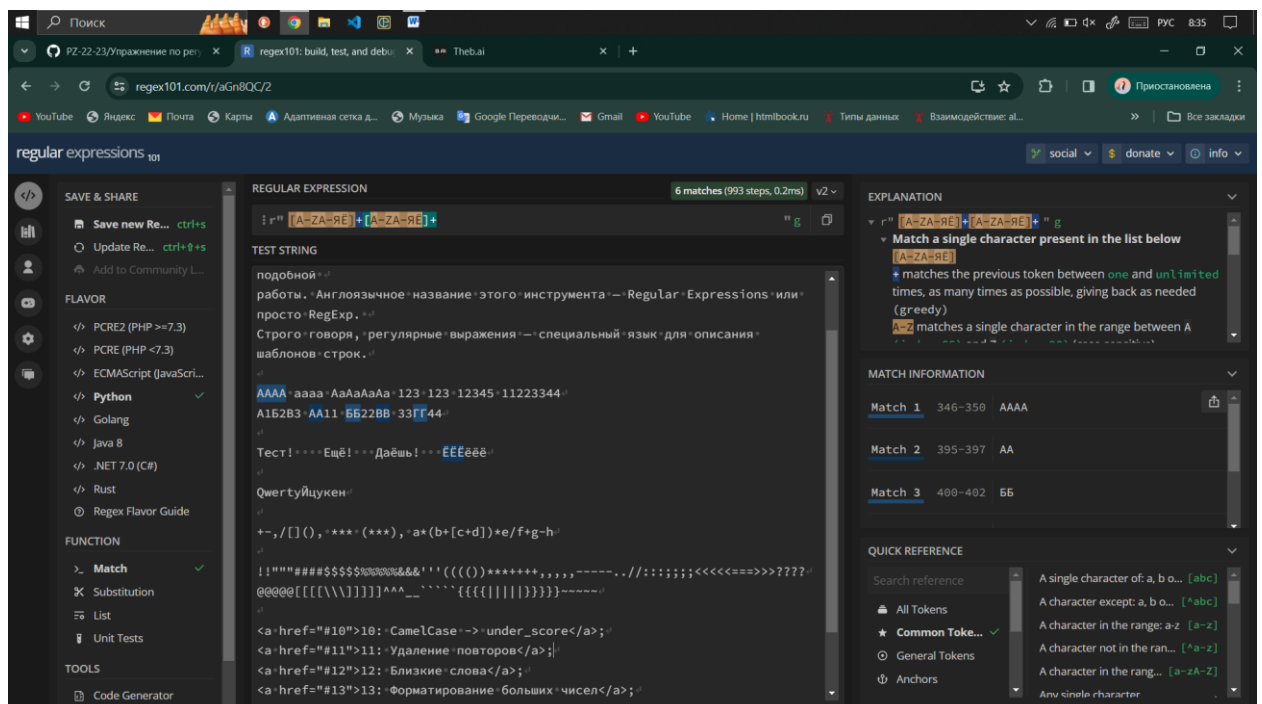 Поиск
РУС 8:35
PZ-22-23/Упражнение по рег
regex101: build, test, and debu
Theb.ai
regex101.com/r/aGn8QC/2
Приостановлена
YouTube Яндекс Почта Карты Адаптивная сетка д... Музыка Google Переводчи... Gmail YouTube Home | htmlbook.ru Типы данных Взаимодействие: al... » Все закладки
regular expressions 101
social $ donate info
SAVE & SHARE
Save new Re... ctrl+s
Update Re... ctrl+⇧+s
Add to Community L...
FLAVOR
</> PCRE2 (PHP >=7.3)
</> PCRE (PHP <7.3)
</> ECMAScript (JavaScri...
</> Python
</> Golang
</> Java 8
</> .NET 7.0 (C#)
</> Rust
Regex Flavor Guide
FUNCTION
>_ Match
Substitution
List
Unit Tests
TOOLS
Code Generator
REGULAR EXPRESSION
6 matches (993 steps, 0.2ms) v2
r" [A-ZА-ЯЁ]+[A-ZА-ЯЁ]+ " g
TEST STRING
подобной
работы. Англоязычное название этого инструмента — Regular Expressions или
просто RegExp.
Строго говоря, регулярные выражения — специальный язык для описания
шаблонов строк.
АААА аааа АаАаАаАа 123 123 12345 11223344
А1Б2В3 АА11 ББ22ВВ 33ГГ44
Тест!    Ещё!   Даёшь!   ЁЁЁёёё
QwertyЙцукен
+-,/[](), *** (***), a*(b+[c+d])*e/f+g-h
!!"""####$$$$$%%%%%%&&&'''(((())***++++,,,,,-----..//:::;;;;<<<<<===>>>????
@@@@@[[[[\\\]]]]]^^^__`````{{{{|||||}}}}}~~~~~
<a href="#10">10: CamelCase -> under_score</a>;
<a href="#11">11: Удаление повторов</a>;
<a href="#12">12: Близкие слова</a>;
<a href="#13">13: Форматирование больших чисел</a>;
EXPLANATION
r" [A-ZА-ЯЁ]+[A-ZА-ЯЁ]+ " g
Match a single character present in the list below
[A-ZА-ЯЁ]
+ matches the previous token between one and unlimited
times, as many times as possible, giving back as needed
(greedy)
A-Z matches a single character in the range between A
MATCH INFORMATION
Match 1 346-350 АААА
Match 2 395-397 АА
Match 3 400-402 ББ
QUICK REFERENCE
Search reference
All Tokens
Common Toke...
General Tokens
Anchors
A single character of: a, b o... [abc]
A character except: a, b o... [^abc]
A character in the range: a-z [a-z]
A character not in the ran... [^a-z]
A character in the rang... [a-zA-Z]
Any single character